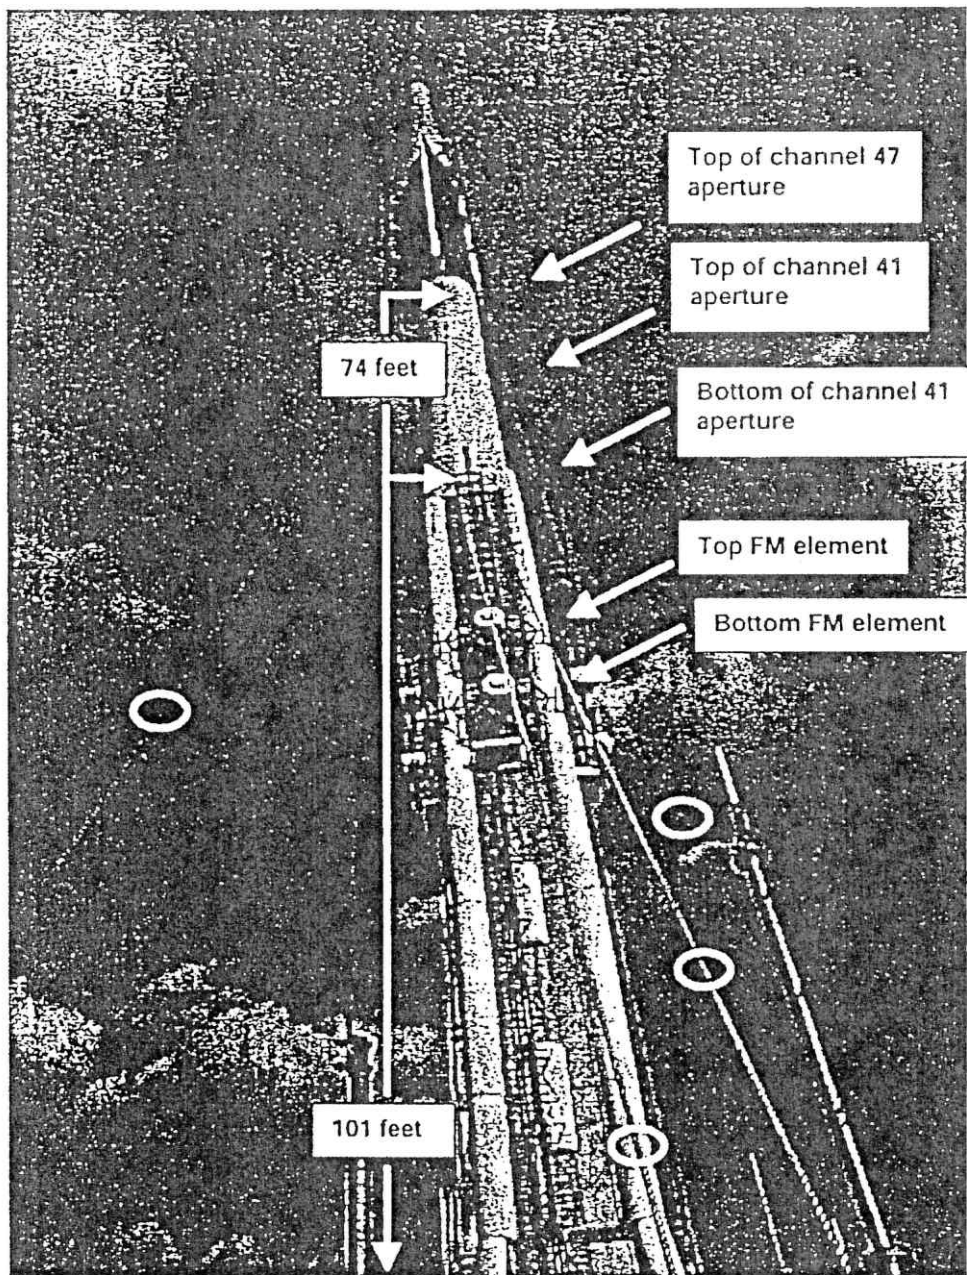 Top of channel 47
aperture
Top of channel 41
aperture
74 feet
Bottom of channel 41
aperture
Top FM element
Bottom FM element
101 feet